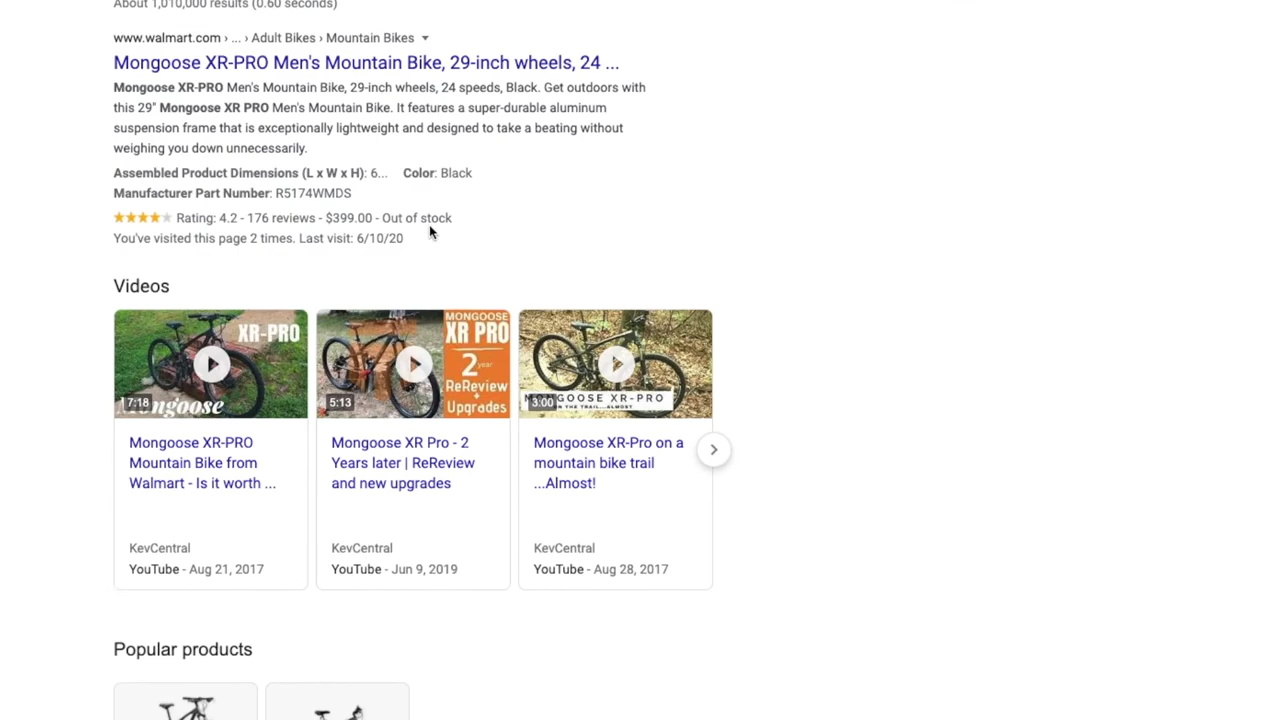 About 1,010,000 results (0.60 seconds)
www.walmart.com › ... › Adult Bikes › Mountain Bikes
Mongoose XR-PRO Men's Mountain Bike, 29-inch wheels, 24 ...
Mongoose XR-PRO Men's Mountain Bike, 29-inch wheels, 24 speeds, Black. Get outdoors with
this 29" Mongoose XR PRO Men's Mountain Bike. It features a super-durable aluminum
suspension frame that is exceptionally lightweight and designed to take a beating without
weighing you down unnecessarily.
Assembled Product Dimensions (L x W x H): 6... Color: Black
Manufacturer Part Number: R5174WMDS
Rating: 4.2 - 176 reviews - $399.00 - Out of stock
You've visited this page 2 times. Last visit: 6/10/20
Videos
XR-PRO
Mongoose
7:18
Mongoose XR-PRO
Mountain Bike from
Walmart - Is it worth ...
KevCentral
YouTube - Aug 21, 2017
MONGOOSE
XR PRO
2 year
ReReview
+
Upgrades
5:13
Mongoose XR Pro - 2
Years later | ReReview
and new upgrades
KevCentral
YouTube - Jun 9, 2019
MONGOOSE XR-PRO
ON THE TRAIL...ALMOST
3:00
Mongoose XR-Pro on a
mountain bike trail
...Almost!
KevCentral
YouTube - Aug 28, 2017
Popular products